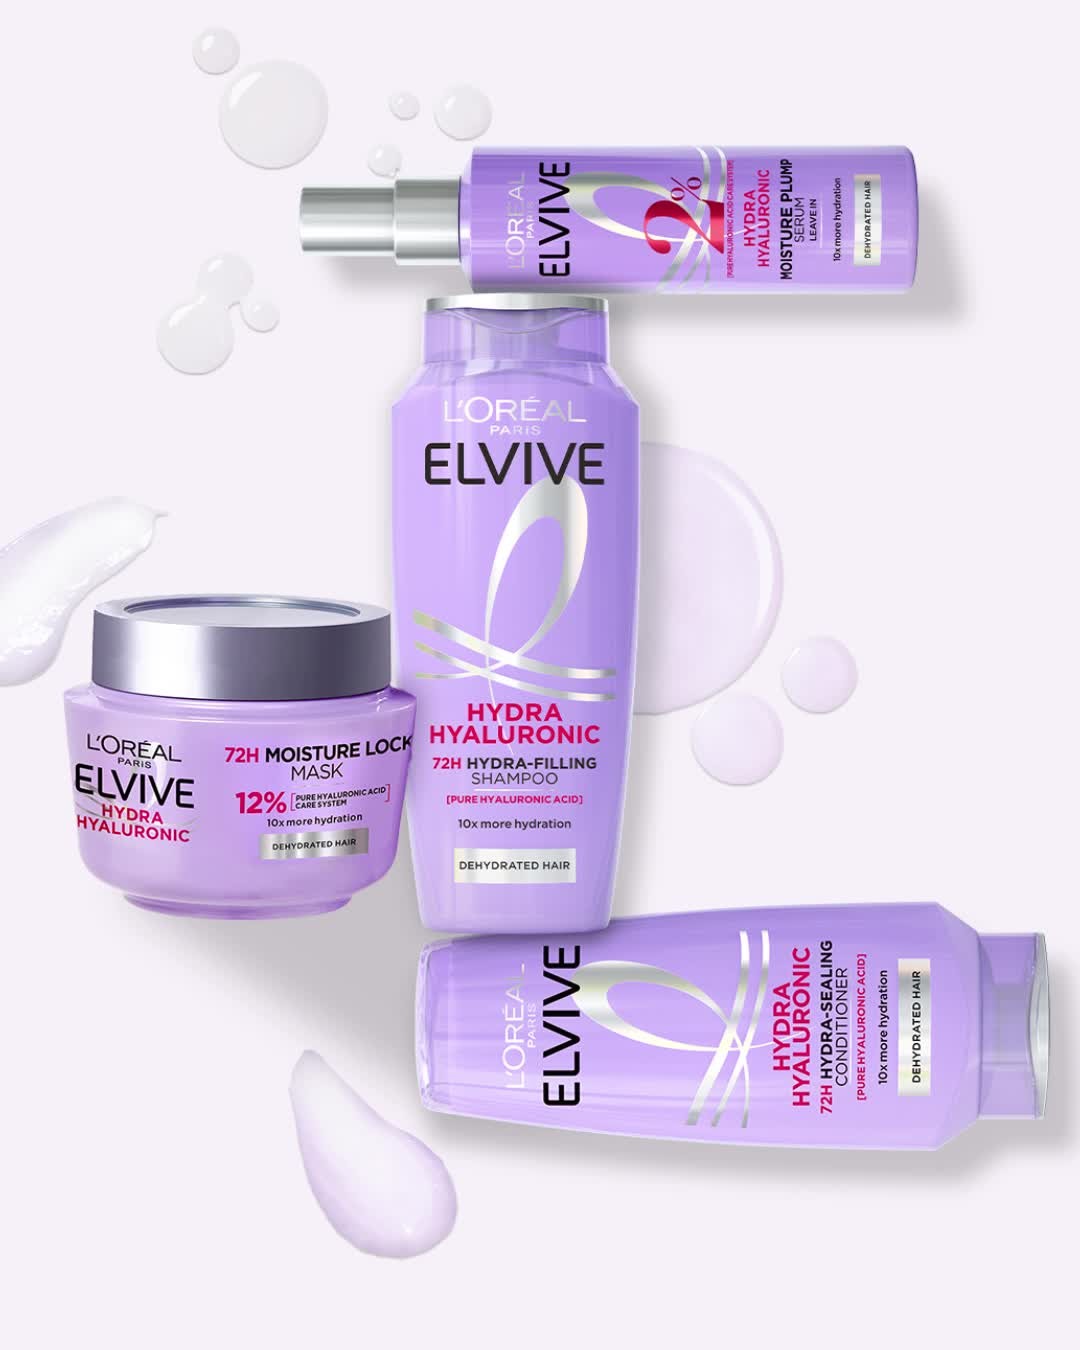 L'ORÉAL
PARIS
ELVIVE
2%
[PURE HYALURONIC ACID CARE SYSTEM]
HYDRA
HYALURONIC
MOISTURE PLUMP
SERUM
LEAVE IN
10x more hydration
DEHYDRATED HAIR
L'ORÉAL
PARIS
ELVIVE
HYDRA
HYALURONIC
72H HYDRA-FILLING
SHAMPOO
[PURE HYALURONIC ACID]
10x more hydration
DEHYDRATED HAIR
L'ORÉAL
PARIS
ELVIVE
HYDRA
HYALURONIC
72H MOISTURE LOCK
MASK
12% [PURE HYALURONIC ACID]
CARE SYSTEM
10x more hydration
DEHYDRATED HAIR
L'ORÉAL
PARIS
ELVIVE
HYDRA
HYALURONIC
72H HYDRA-SEALING
CONDITIONER
[PURE HYALURONIC ACID]
10x more hydration
DEHYDRATED HAIR